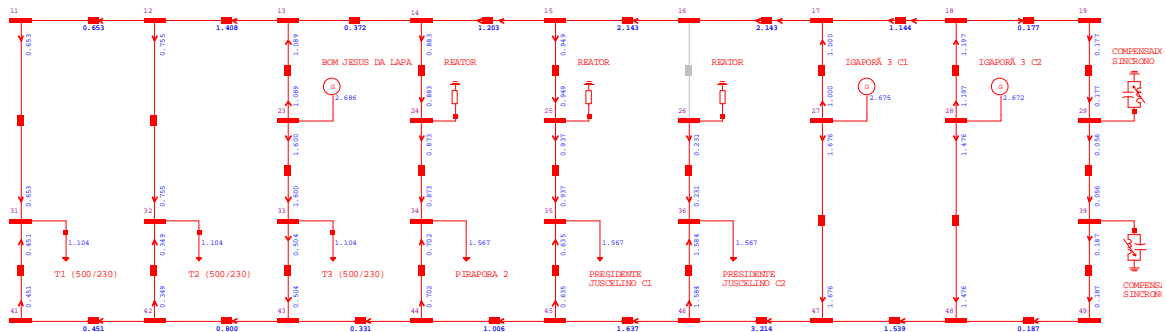 11 12 13 14 15 16 17 18 19
0.653 1.408 0.372 1.203 2.143 2.143 1.144 0.177
0.653 0.755 1.089 0.883 0.949 1.000 1.197 0.177
BOM JESUS DA LAPA REATOR REATOR REATOR IGAPORÃ 3 C1 IGAPORÃ 3 C2
SINCRONO
G G G
2.686 2.675 2.672
1.089 0.883 0.949 1.000 1.197 0.177
23 24 25 26 27 28 29
1.600 0.873 0.937 0.231 1.676 1.476 0.056
0.653 0.755 1.600 0.873 0.937 0.231 0.056
31 32 33 34 35 36 39
1.104 1.104 1.104 1.567 1.567 1.567
0.451 0.349 0.504 0.702 0.635 1.584 0.187
T1 (500/230) T2 (500/230) T3 (500/230) PIRAPORA 2 PRESIDENTE PRESIDENTE
JUSCELINO C1 JUSCELINO C2
SINCRONO
0.451 0.349 0.504 0.702 0.635 1.584 1.676 1.476 0.187
41 42 43 44 45 46 47 48 49
0.451 0.800 0.331 1.006 1.637 3.214 1.539 0.187